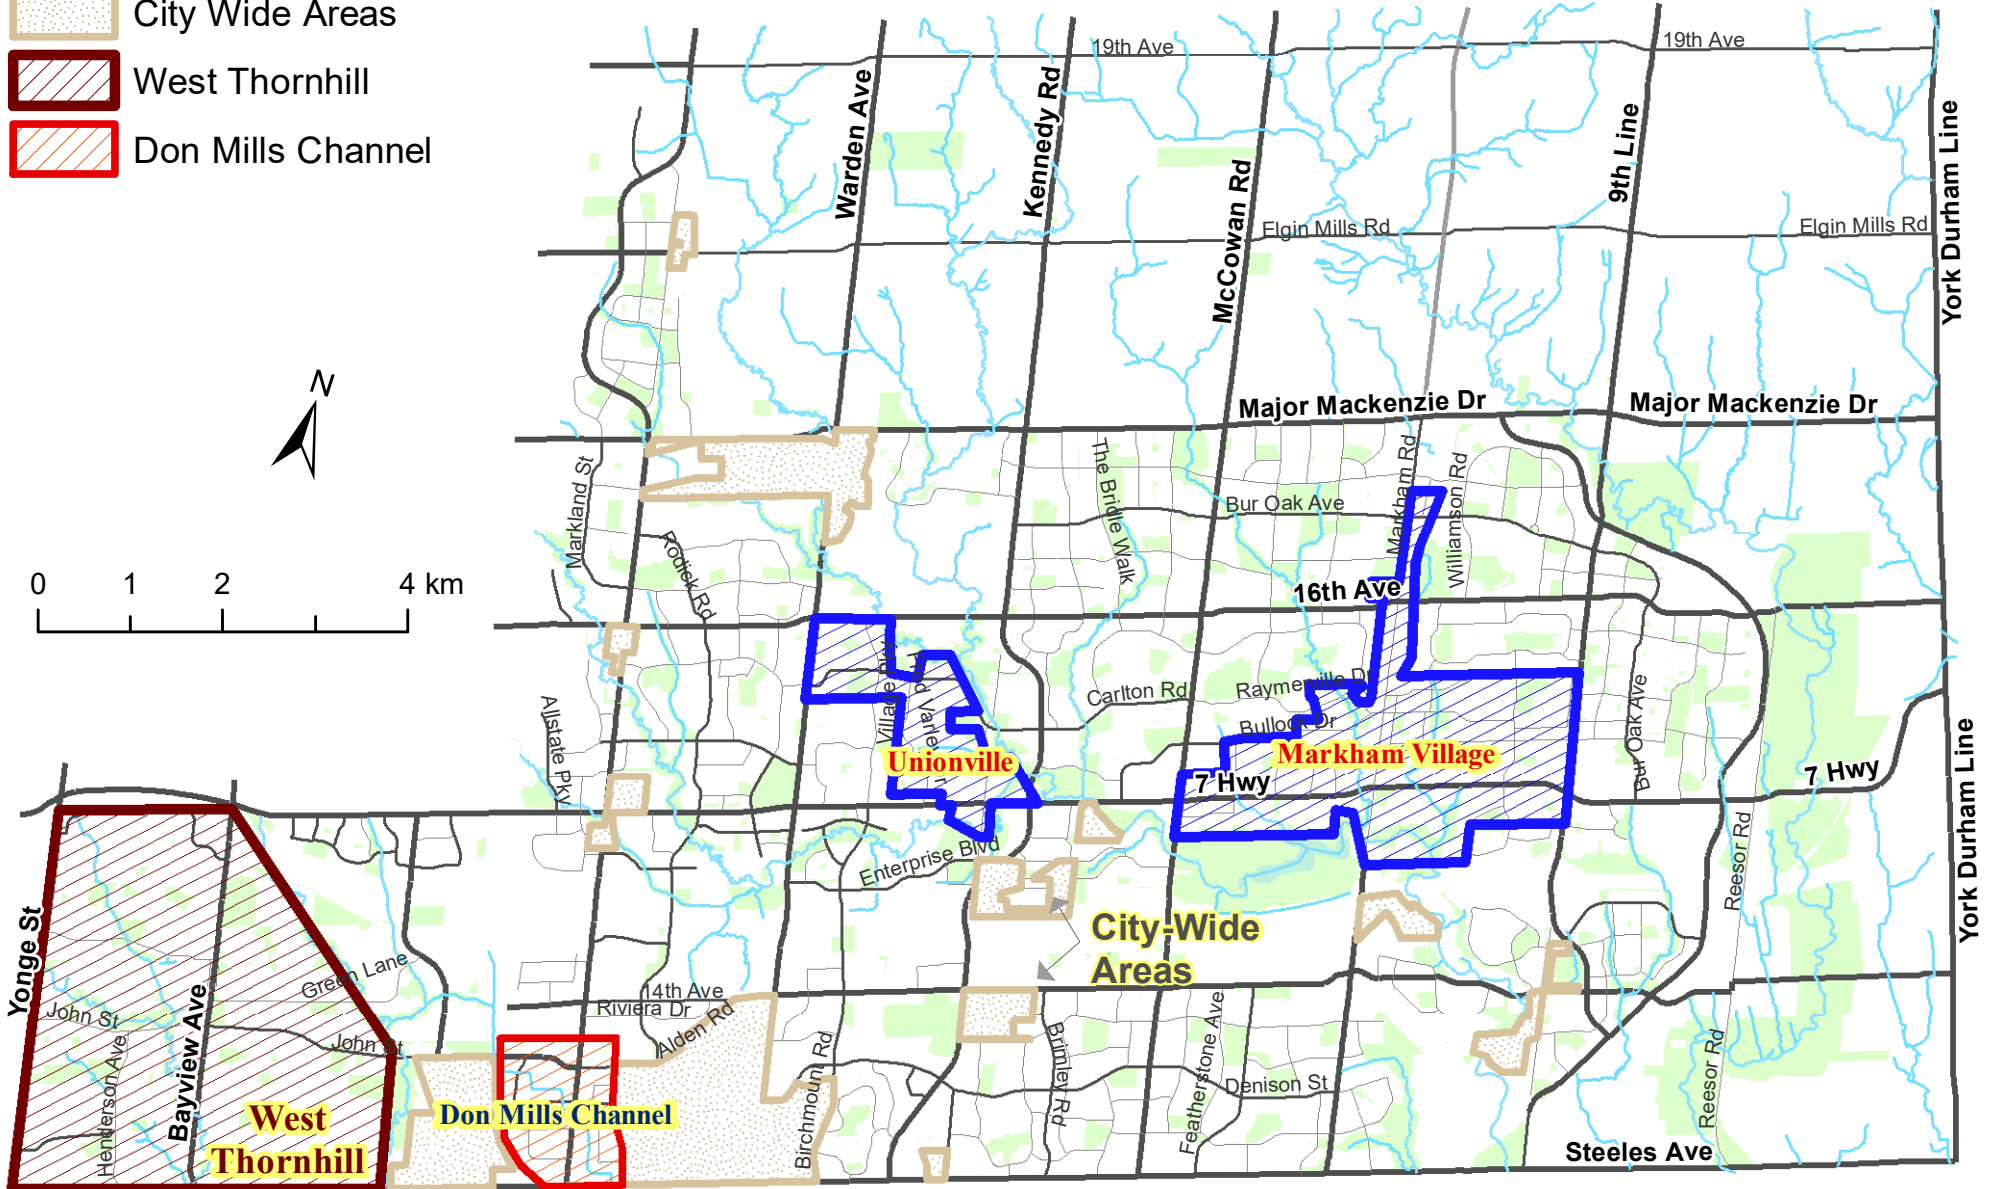 City Wide Areas
West Thornhill
Don Mills Channel
19th Ave
19th Ave
Warden Ave
Kennedy Rd
McCowan Rd
9th Line
York Durham Line
Elgin Mills Rd
Elgin Mills Rd
N
Major Mackenzie Dr
Major Mackenzie Dr
Markland St
The Bridle Walk
Markham Rd
Williamson Rd
Bur Oak Ave
Rodick Rd
0 1 2 4 km
16th Ave
Carlton Rd
Raymerville Dr
Bullock Dr
Bur Oak Ave
Allstate Pky
Village
Fred Varley Dr
Unionville
Markham Village
7 Hwy
7 Hwy
York Durham Line
Enterprise Blvd
Reesor Rd
City-Wide
Areas
Yonge St
Green Lane
14th Ave
Riviera Dr
Alden Rd
John St
John St
Bayview Ave
Henderson Ave
Birchmount Rd
Brimley Rd
Featherstone Ave
Denison St
Reesor Rd
Don Mills Channel
West
Thornhill
Steeles Ave